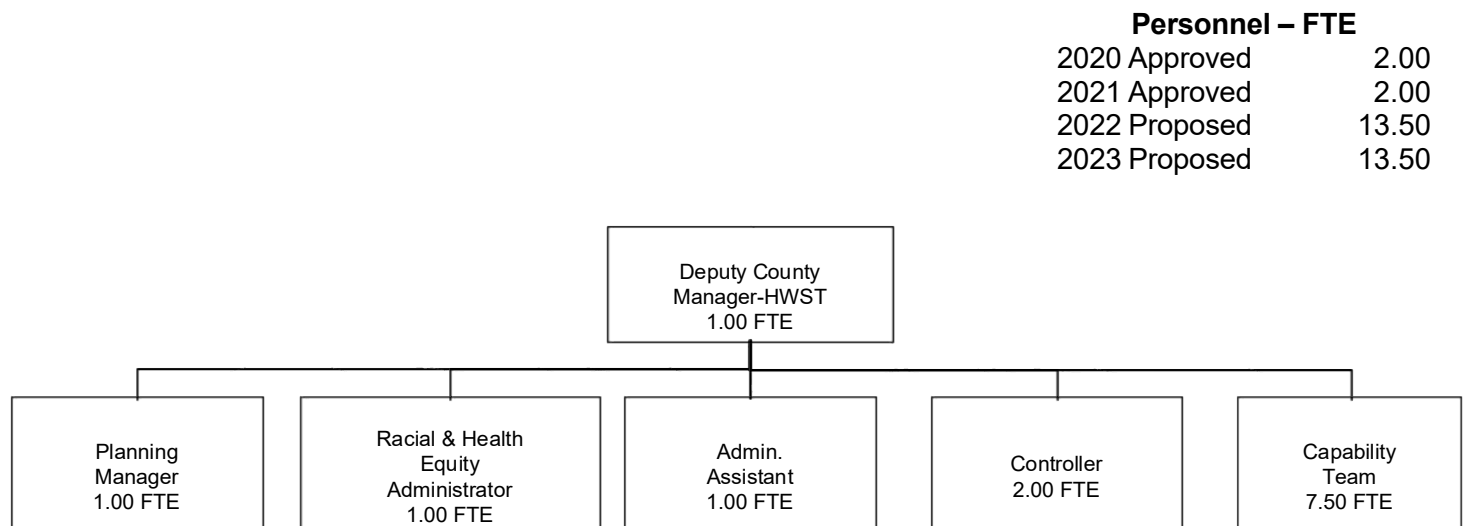 Personnel – FTE
2020 Approved 2.00
2021 Approved 2.00
2022 Proposed 13.50
2023 Proposed 13.50
Deputy County
Manager-HWST
1.00 FTE
Planning
Manager
1.00 FTE
Racial & Health
Equity
Administrator
1.00 FTE
Admin.
Assistant
1.00 FTE
Controller
2.00 FTE
Capability
Team
7.50 FTE